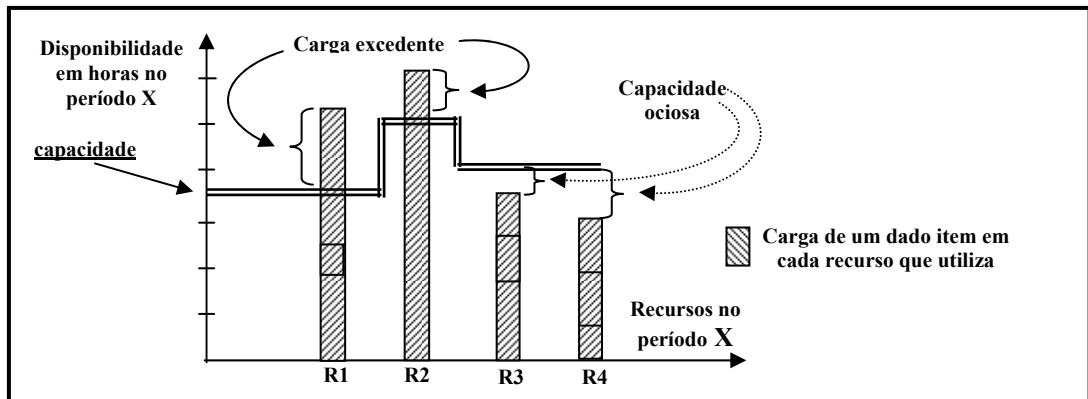 Disponibilidade
em horas no
período X
Carga excedente
Capacidade
ociosa
capacidade
Carga de um dado item em
cada recurso que utiliza
Recursos no
período X
R1
R2
R3
R4